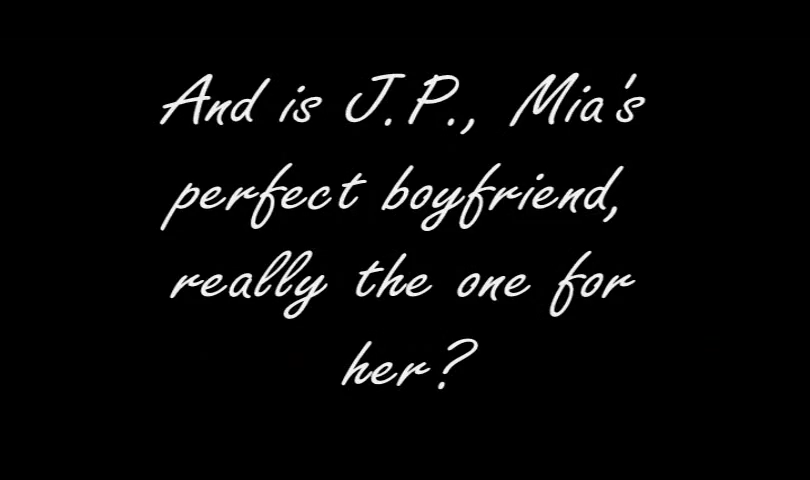 And is J.P., Mia's
perfect boyfriend,
really the one for
her?